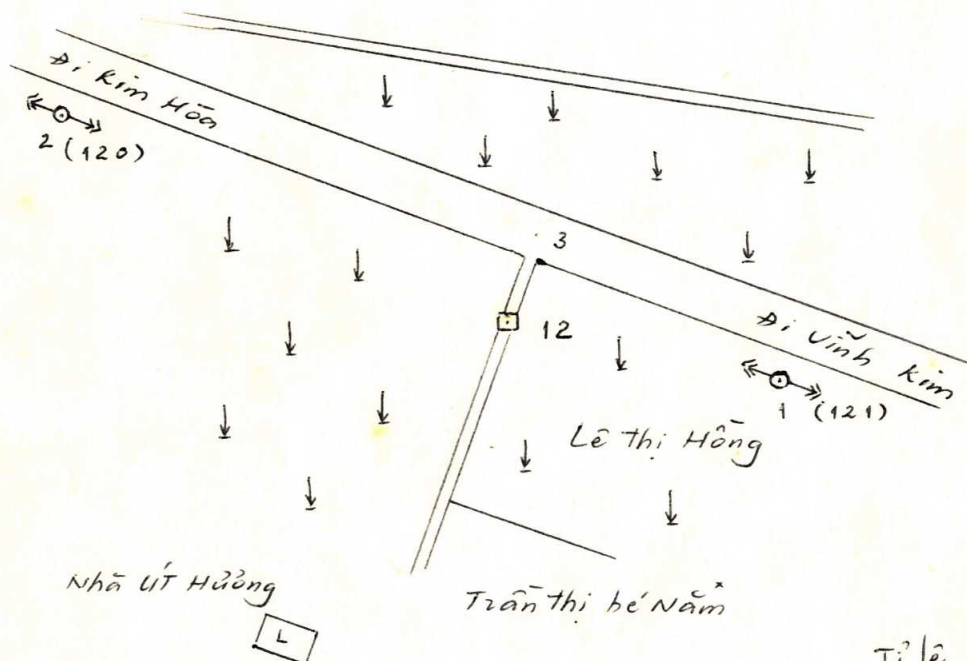 Đi Kim Hòa
2 (120)
3
12
Đi Vĩnh Kim
1 (121)
Lê Thị Hồng
Nhà ÚT Hưởng
Trần Thị bé Năm
L
Tỉ lệ